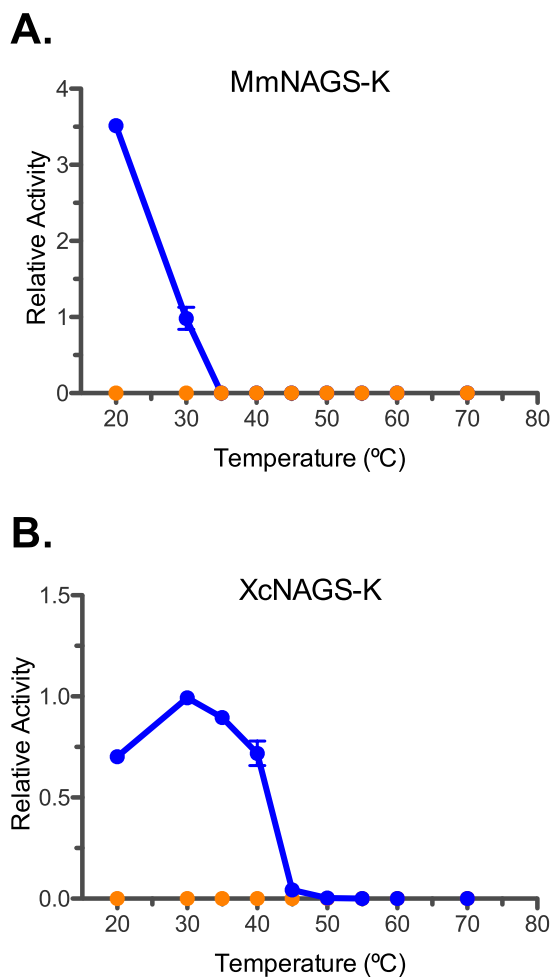 A.
MmNAGS-K
4
3
2
1
0
Relative Activity
20 30 40 50 60 70 80
Temperature (ºC)
B.
XcNAGS-K
1.5
1.0
0.5
0.0
Relative Activity
20 30 40 50 60 70 80
Temperature (ºC)